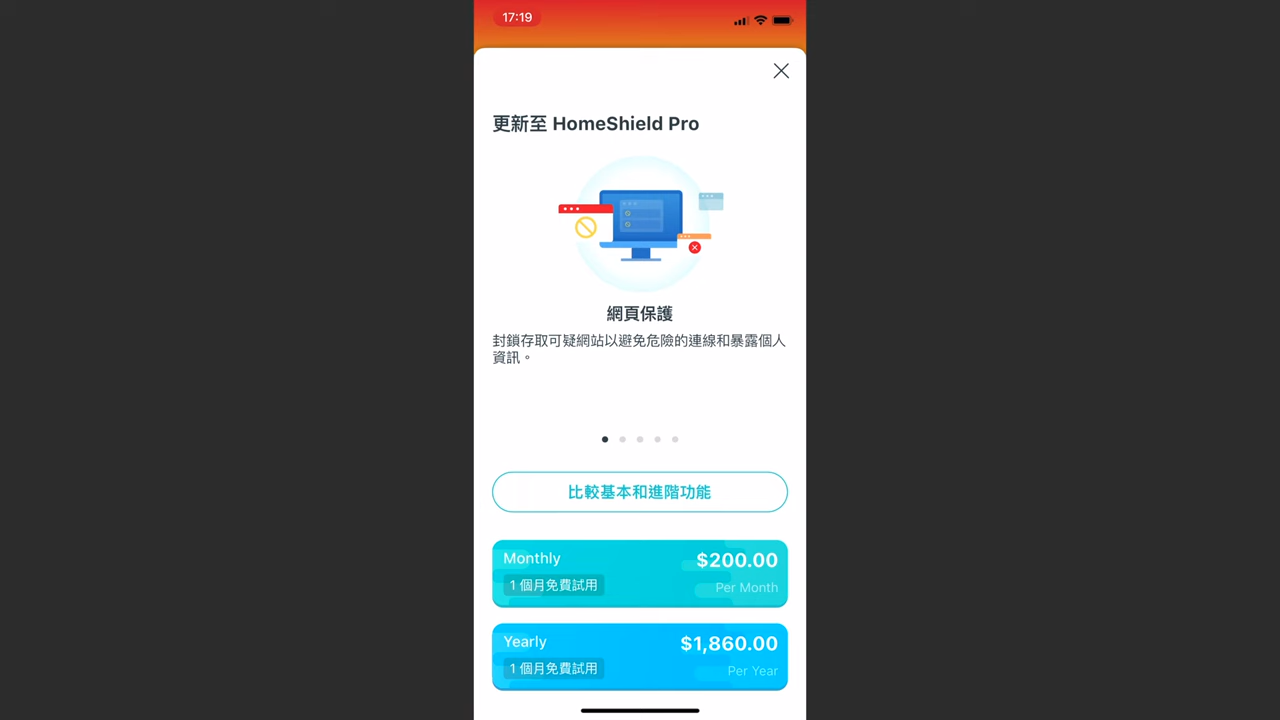 17:19
更新至 HomeShield Pro
網頁保護
封鎖存取可疑網站以避免危險的連線和暴露個人
資訊。
比較基本和進階功能
Monthly
$200.00
1 個月免費試用
Per Month
Yearly
$1,860.00
1 個月免費試用
Per Year